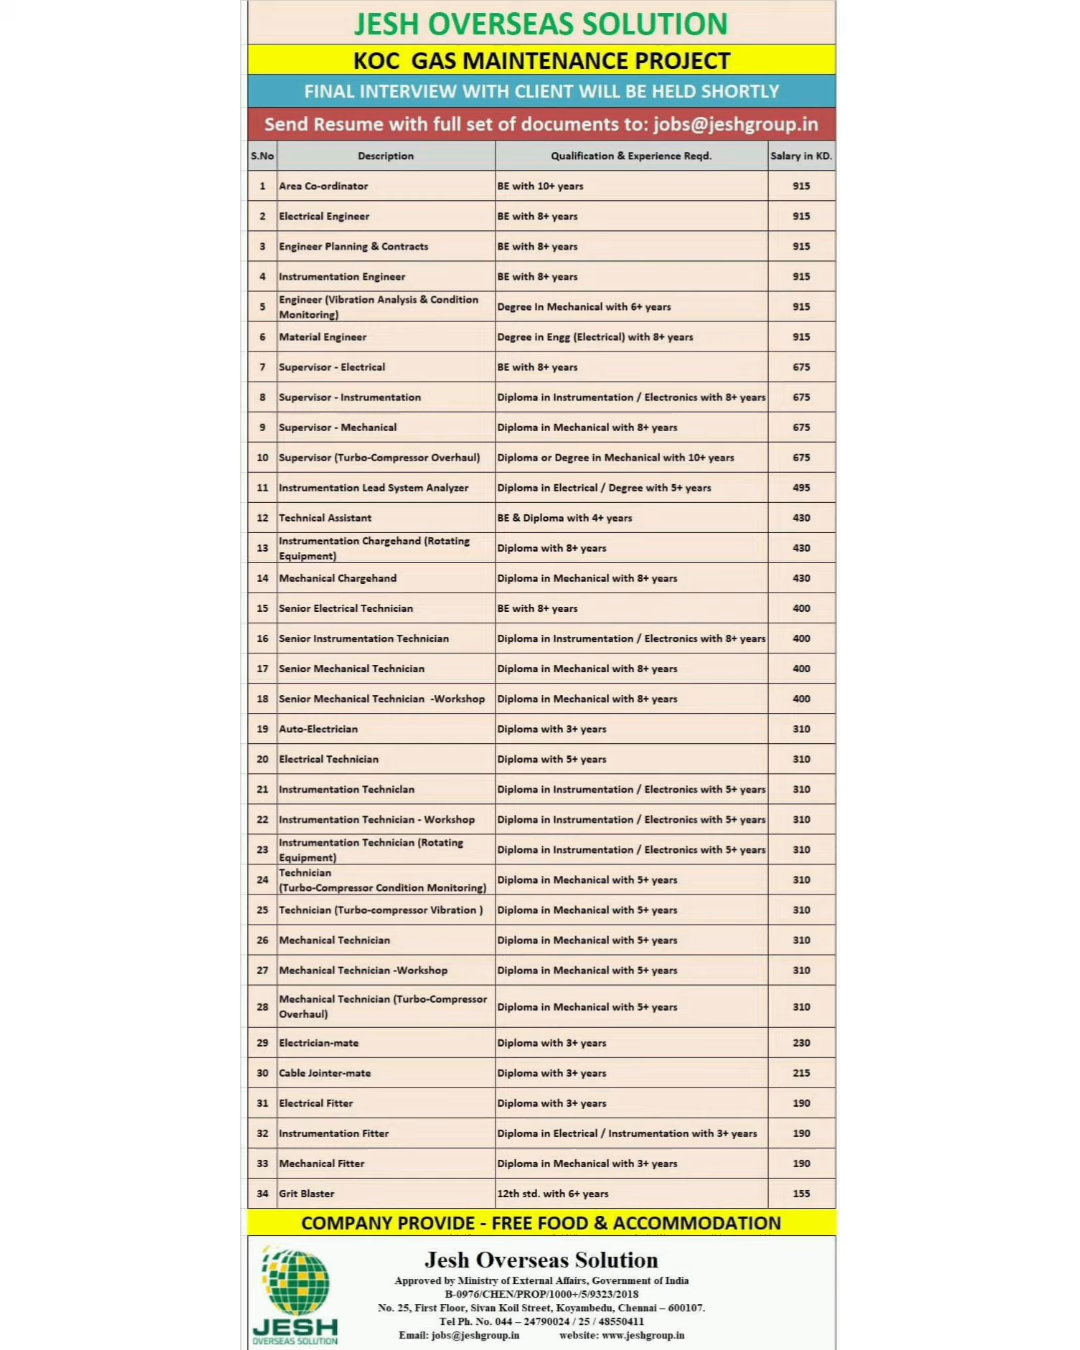 JESH OVERSEAS SOLUTION
KOC GAS MAINTENANCE PROJECT
FINAL INTERVIEW WITH CLIENT WILL BE HELD SHORTLY
Send Resume with full set of documents to: jobs@jeshgroup.in
S.No Description Qualification & Experience Reqd. Salary in KD.
1 Area Co-ordinator BE with 10+ years 915
2 Electrical Engineer BE with 8+ years 915
3 Engineer Planning & Contracts BE with 8+ years 915
4 Instrumentation Engineer BE with 8+ years 915
5 Engineer (Vibration Analysis & Condition
Monitoring) Degree In Mechanical with 6+ years 915
6 Material Engineer Degree in Engg (Electrical) with 8+ years 915
7 Supervisor - Electrical BE with 8+ years 675
8 Supervisor - Instrumentation Diploma in Instrumentation / Electronics with 8+ years 675
9 Supervisor - Mechanical Diploma in Mechanical with 8+ years 675
10 Supervisor (Turbo-Compressor Overhaul) Diploma or Degree in Mechanical with 10+ years 675
11 Instrumentation Lead System Analyzer Diploma in Electrical / Degree with 5+ years 495
12 Technical Assistant BE & Diploma with 4+ years 430
13 Instrumentation Chargehand (Rotating
Equipment) Diploma with 8+ years 430
14 Mechanical Chargehand Diploma in Mechanical with 8+ years 430
15 Senior Electrical Technician BE with 8+ years 400
16 Senior Instrumentation Technician Diploma in Instrumentation / Electronics with 8+ years 400
17 Senior Mechanical Technician Diploma in Mechanical with 8+ years 400
18 Senior Mechanical Technician -Workshop Diploma in Mechanical with 8+ years 400
19 Auto-Electrician Diploma with 3+ years 310
20 Electrical Technician Diploma with 5+ years 310
21 Instrumentation Technician Diploma in Instrumentation / Electronics with 5+ years 310
22 Instrumentation Technician - Workshop Diploma in Instrumentation / Electronics with 5+ years 310
23 Instrumentation Technician (Rotating
Equipment) Diploma in Instrumentation / Electronics with 5+ years 310
24 Technician
(Turbo-Compressor Condition Monitoring) Diploma in Mechanical with 5+ years 310
25 Technician (Turbo-compressor Vibration ) Diploma in Mechanical with 5+ years 310
26 Mechanical Technician Diploma in Mechanical with 5+ years 310
27 Mechanical Technician -Workshop Diploma in Mechanical with 5+ years 310
28 Mechanical Technician (Turbo-Compressor
Overhaul) Diploma in Mechanical with 5+ years 310
29 Electrician-mate Diploma with 3+ years 230
30 Cable Jointer-mate Diploma with 3+ years 215
31 Electrical Fitter Diploma with 3+ years 190
32 Instrumentation Fitter Diploma in Electrical / Instrumentation with 3+ years 190
33 Mechanical Fitter Diploma in Mechanical with 3+ years 190
34 Grit Blaster 12th std. with 6+ years 155
COMPANY PROVIDE - FREE FOOD & ACCOMMODATION
Jesh Overseas Solution
Approved by Ministry of External Affairs, Government of India
B-0976/CHEN/PROP/1000+/5/9323/2018
No. 25, First Floor, Sivan Koil Street, Koyambedu, Chennai – 600107.
Tel Ph. No. 044 – 24790024 / 25 / 48550411
Email: jobs@jeshgroup.in website: www.jeshgroup.in
JESH
OVERSEAS SOLUTION